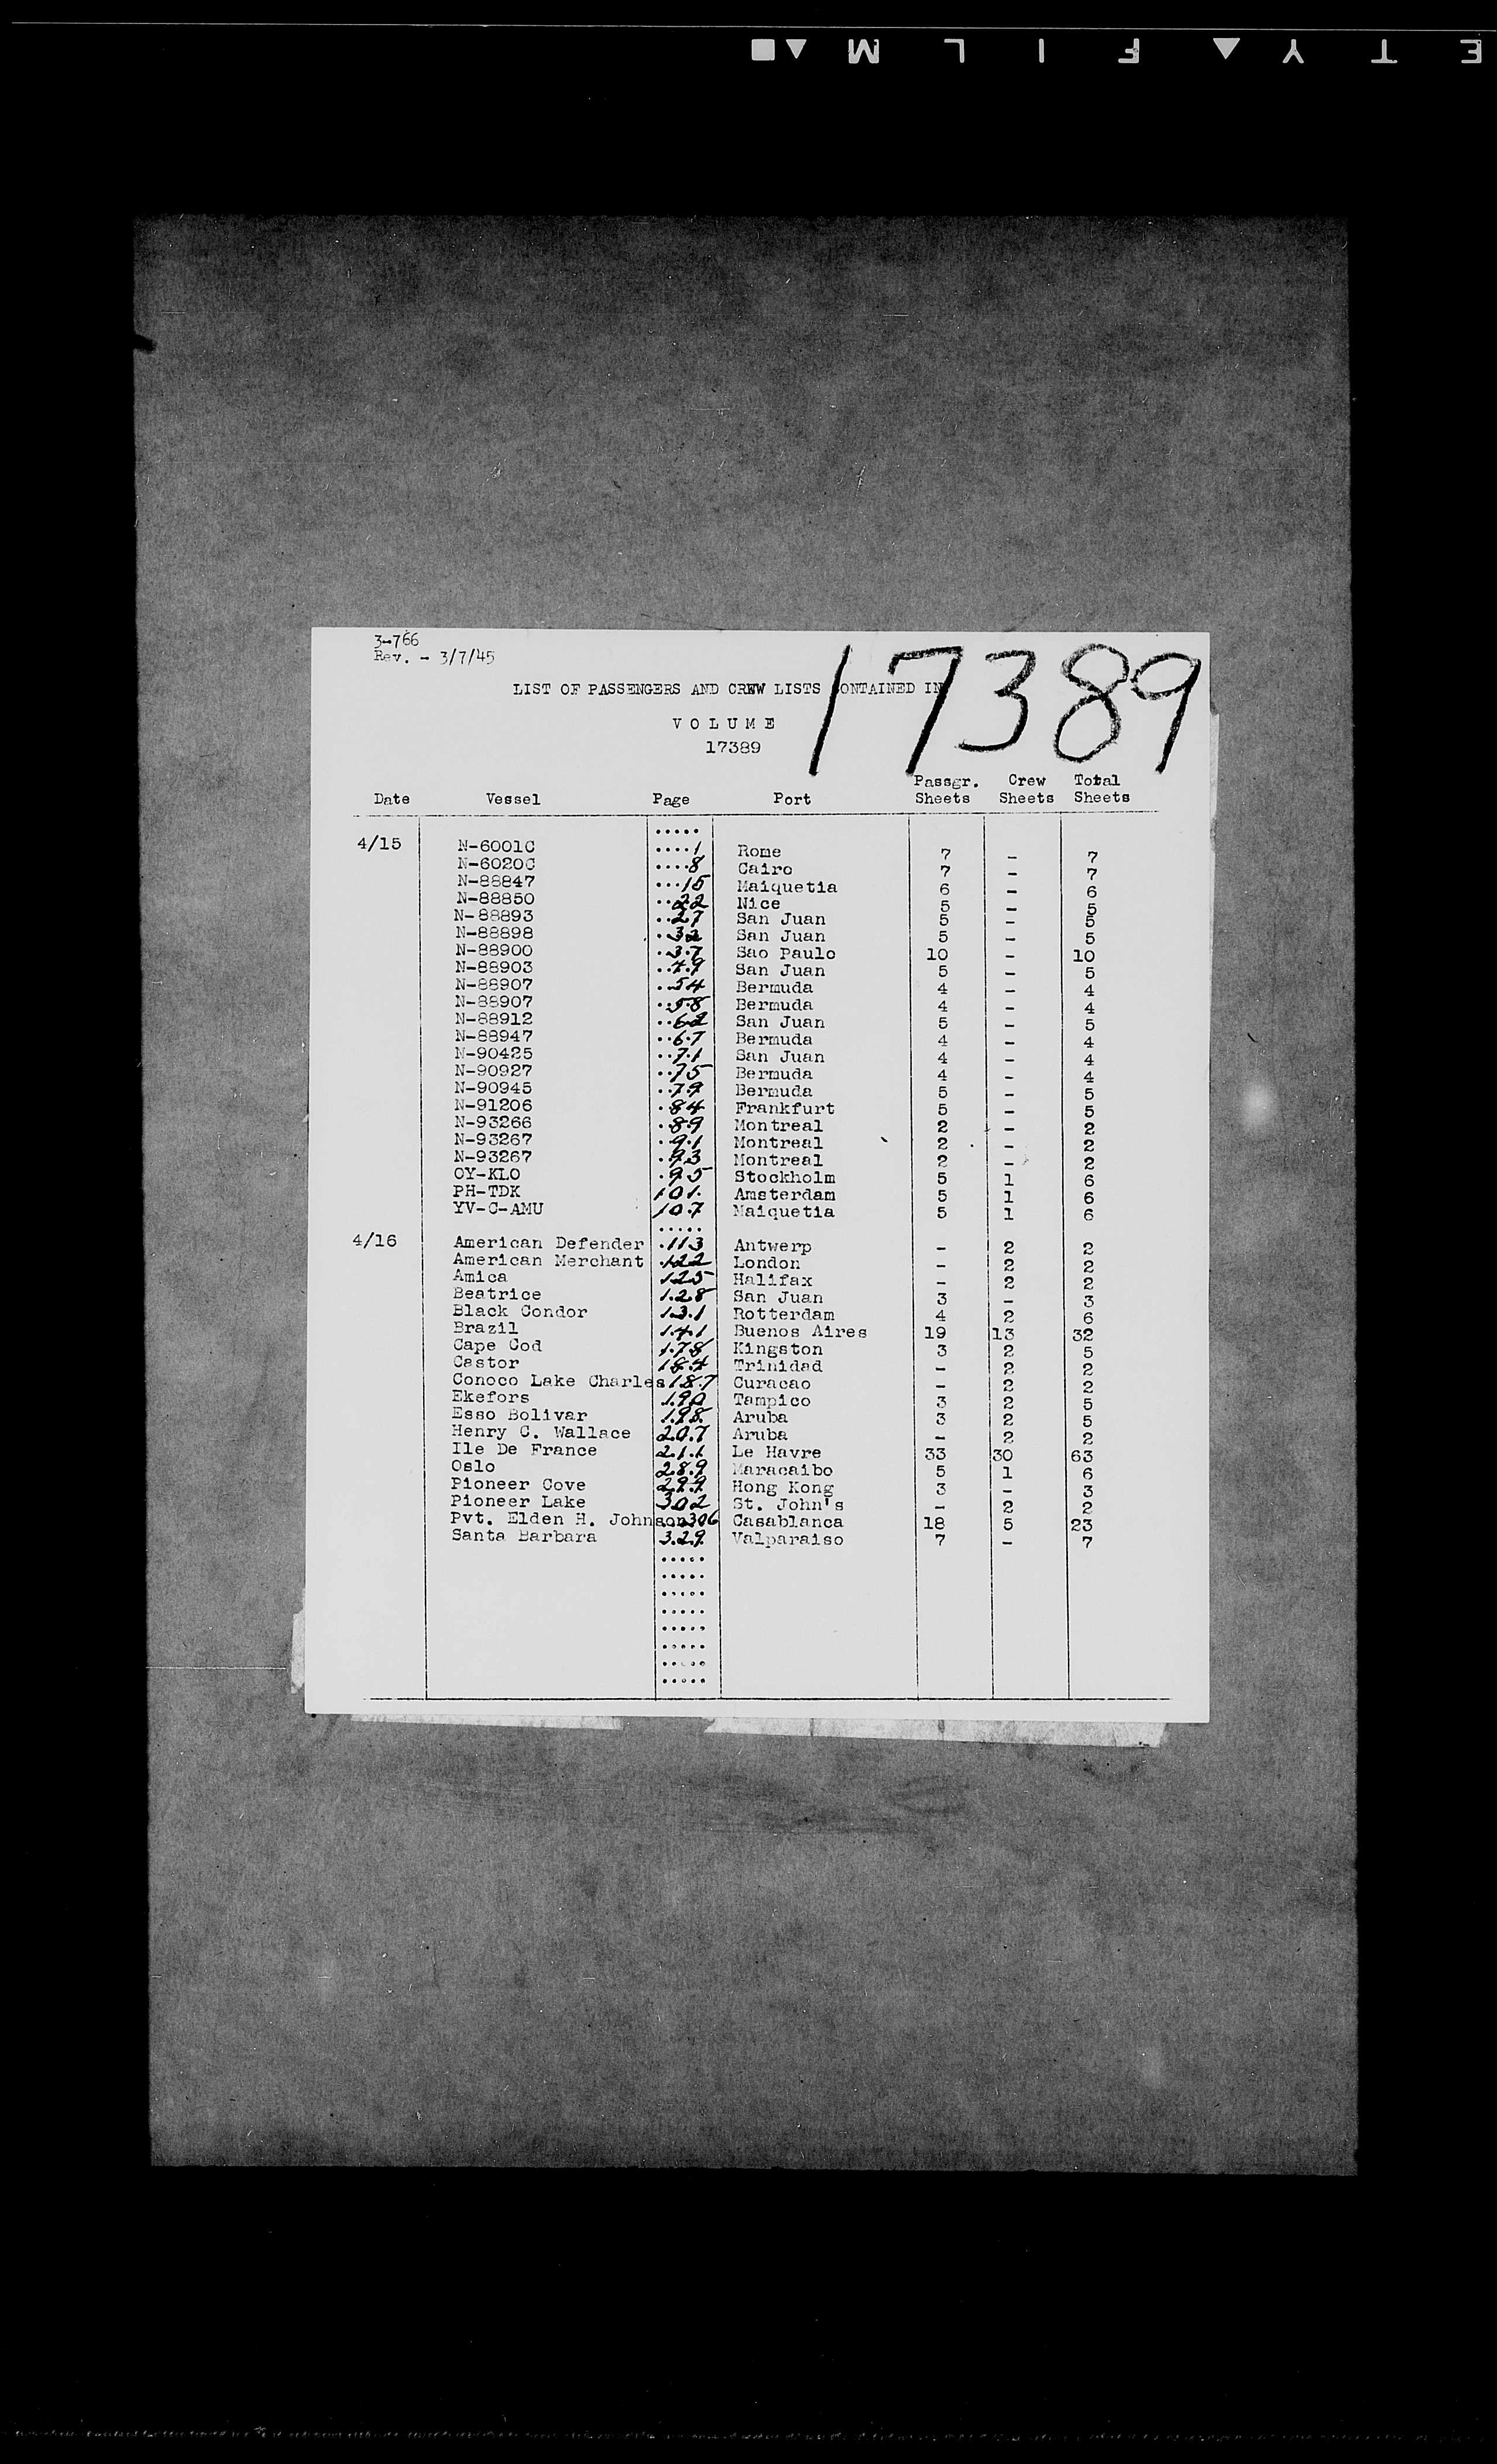 E T Y ▲ F I L M ▲ ■
3-766
Rev. - 3/7/45
17389
LIST OF PASSENGERS AND CREW LISTS CONTAINED IN
V O L U M E
17389
Date Vessel Page Port Passgr. Sheets Crew Sheets Total Sheets
4/15 N-6001C ....1 Rome 7 - 7
N-6020C ....8 Cairo 7 - 7
N-88847 ...15 Maiquetia 6 - 6
N-88850 ..22 Nice 5 - 5
N-88893 ..27 San Juan 5 - 5
N-88898 ..32 San Juan 5 - 5
N-88900 ..37 Sao Paulo 10 - 10
N-88903 ..49 San Juan 5 - 5
N-88907 ..54 Bermuda 4 - 4
N-88907 ..58 Bermuda 4 - 4
N-88912 ..62 San Juan 5 - 5
N-88947 ..67 Bermuda 4 - 4
N-90425 ..71 San Juan 4 - 4
N-90927 ..75 Bermuda 4 - 4
N-90945 ..79 Bermuda 5 - 5
N-91206 .84 Frankfurt 5 - 5
N-93266 .89 Montreal 2 - 2
N-93267 .91 Montreal 2 - 2
N-93267 .93 Montreal 2 - 2
OY-KLO .95 Stockholm 5 1 6
PH-TDK 101 Amsterdam 5 1 6
YV-C-AMU 107 Maiquetia 5 1 6
4/16 American Defender .113 Antwerp - 2 2
American Merchant .122 London - 2 2
Amica 125 Halifax - 2 2
Beatrice 128 San Juan 3 - 3
Black Condor 131 Rotterdam 4 2 6
Brazil 141 Buenos Aires 19 13 32
Cape Cod 178 Kingston 3 2 5
Castor 184 Trinidad - 2 2
Conoco Lake Charles 187 Curacao - 2 2
Ekefors 190 Tampico 3 2 5
Esso Bolivar 198 Aruba 3 2 5
Henry C. Wallace 207 Aruba - 2 2
Ile De France 211 Le Havre 33 30 63
Oslo 289 Maracaibo 5 1 6
Pioneer Cove 299 Hong Kong 3 - 3
Pioneer Lake 302 St. John's - 2 2
Pvt. Elden H. Johnson 306 Casablanca 18 5 23
Santa Barbara 329 Valparaiso 7 - 7